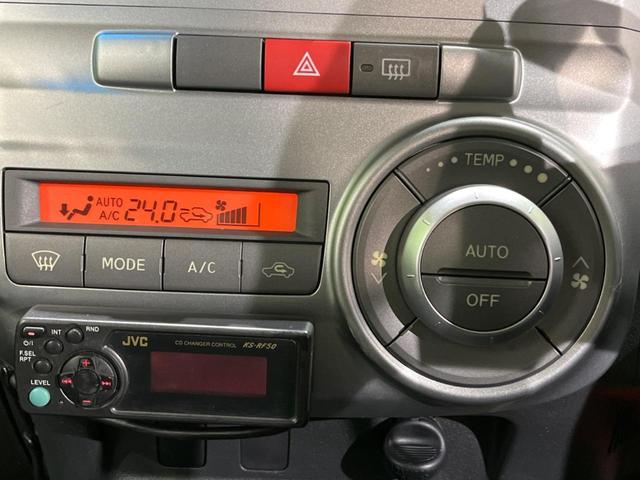 TEMP
AUTO
A/C
24.0
AUTO
OFF
MODE
A/C
JVC
CD CHANGER CONTROL KS-RF50
INT
RND
F.SEL
RPT
LEVEL